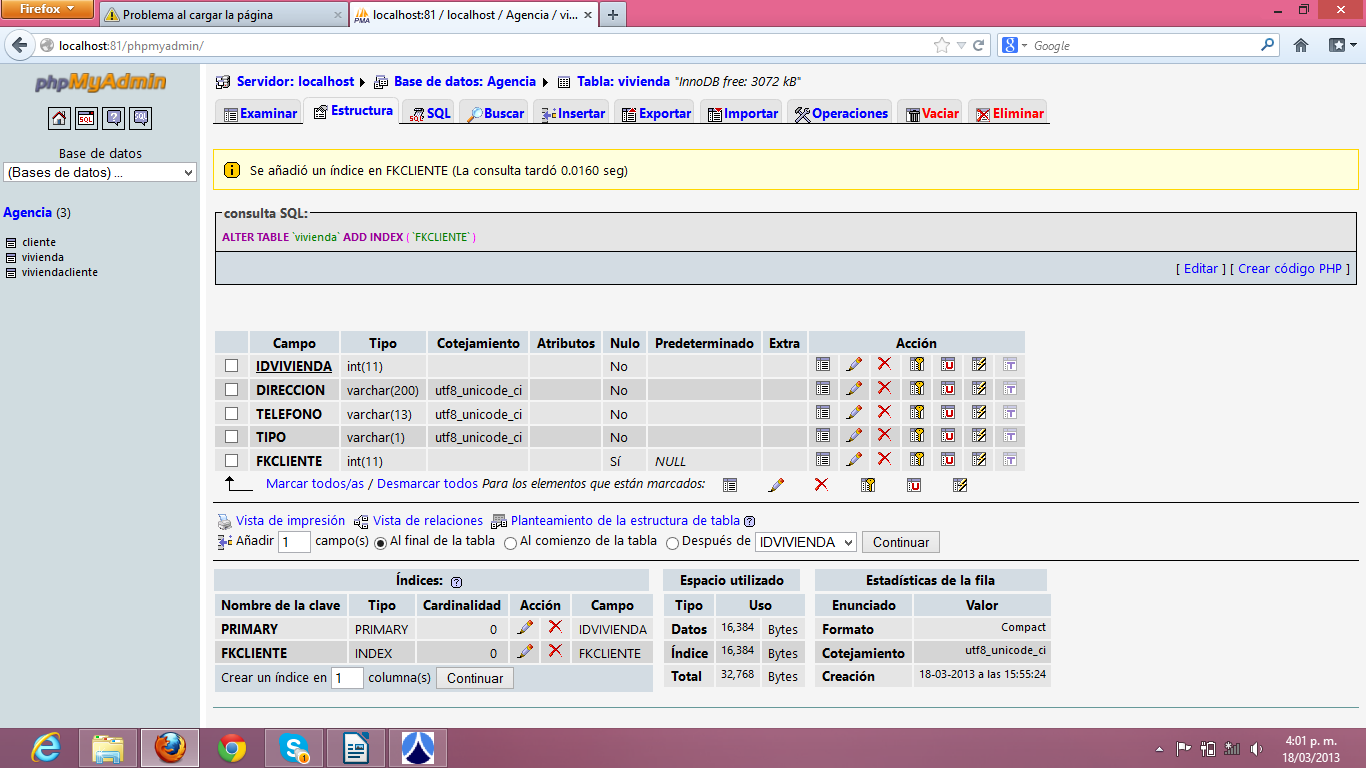 Firefox
Problema al cargar la página
localhost:81 / localhost / Agencia / vi...
PMA
localhost:81/phpmyadmin/
Google
phpMyAdmin
SQL
Base de datos
(Bases de datos) ...
Agencia (3)
cliente
vivienda
viviendacliente
Servidor: localhost Base de datos: Agencia Tabla: vivienda "InnoDB free: 3072 kB"
Examinar Estructura SQL Buscar Insertar Exportar Importar Operaciones Vaciar Eliminar
Se añadió un índice en FKCLIENTE (La consulta tardó 0.0160 seg)
consulta SQL:
ALTER TABLE `vivienda` ADD INDEX ( `FKCLIENTE` )
[ Editar ] [ Crear código PHP ]
Campo Tipo Cotejamiento Atributos Nulo Predeterminado Extra Acción
IDVIVIENDA int(11) No
DIRECCION varchar(200) utf8_unicode_ci No
TELEFONO varchar(13) utf8_unicode_ci No
TIPO varchar(1) utf8_unicode_ci No
FKCLIENTE int(11) Sí NULL
Marcar todos/as / Desmarcar todos Para los elementos que están marcados:
Vista de impresión Vista de relaciones Planteamiento de la estructura de tabla
Añadir 1 campo(s) Al final de la tabla Al comienzo de la tabla Después de IDVIVIENDA Continuar
Índices: Espacio utilizado Estadísticas de la fila
Nombre de la clave Tipo Cardinalidad Acción Campo Tipo Uso Enunciado Valor
PRIMARY PRIMARY 0 IDVIVIENDA Datos 16,384 Bytes Formato Compact
FKCLIENTE INDEX 0 FKCLIENTE Índice 16,384 Bytes Cotejamiento utf8_unicode_ci
Crear un índice en 1 columna(s) Continuar Total 32,768 Bytes Creación 18-03-2013 a las 15:55:24
4:01 p. m.
18/03/2013